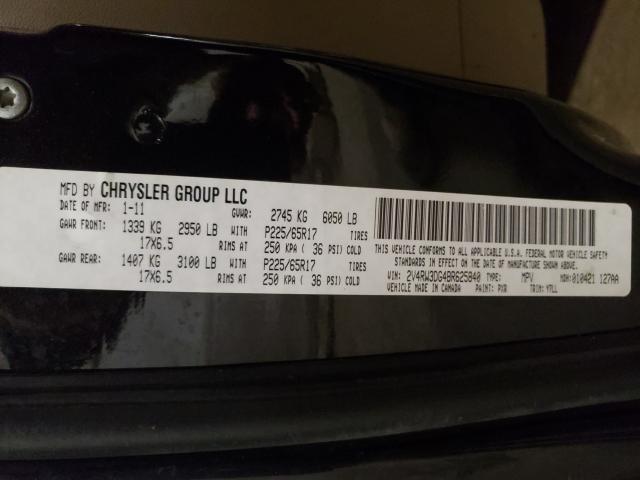 MFD BY CHRYSLER GROUP LLC
DATE OF MFR: 1-11 GVWR: 2745 KG 6050 LB
GAWR FRONT: 1339 KG 2950 LB WITH P225/65R17 TIRES
17X6.5 RIMS AT 250 KPA ( 36 PSI) COLD
GAWR REAR: 1407 KG 3100 LB WITH P225/65R17 TIRES
17X6.5 RIMS AT 250 KPA ( 36 PSI) COLD
THIS VEHICLE CONFORMS TO ALL APPLICABLE U.S.A. FEDERAL MOTOR VEHICLE SAFETY
STANDARDS IN EFFECT ON THE DATE OF MANUFACTURE SHOWN ABOVE.
VIN: 2V4RW3DG4BR625840 TYPE: MPV MDH: 010421 127AA
VEHICLE MADE IN CANADA PAINT: PXR TRIM: Y7LL